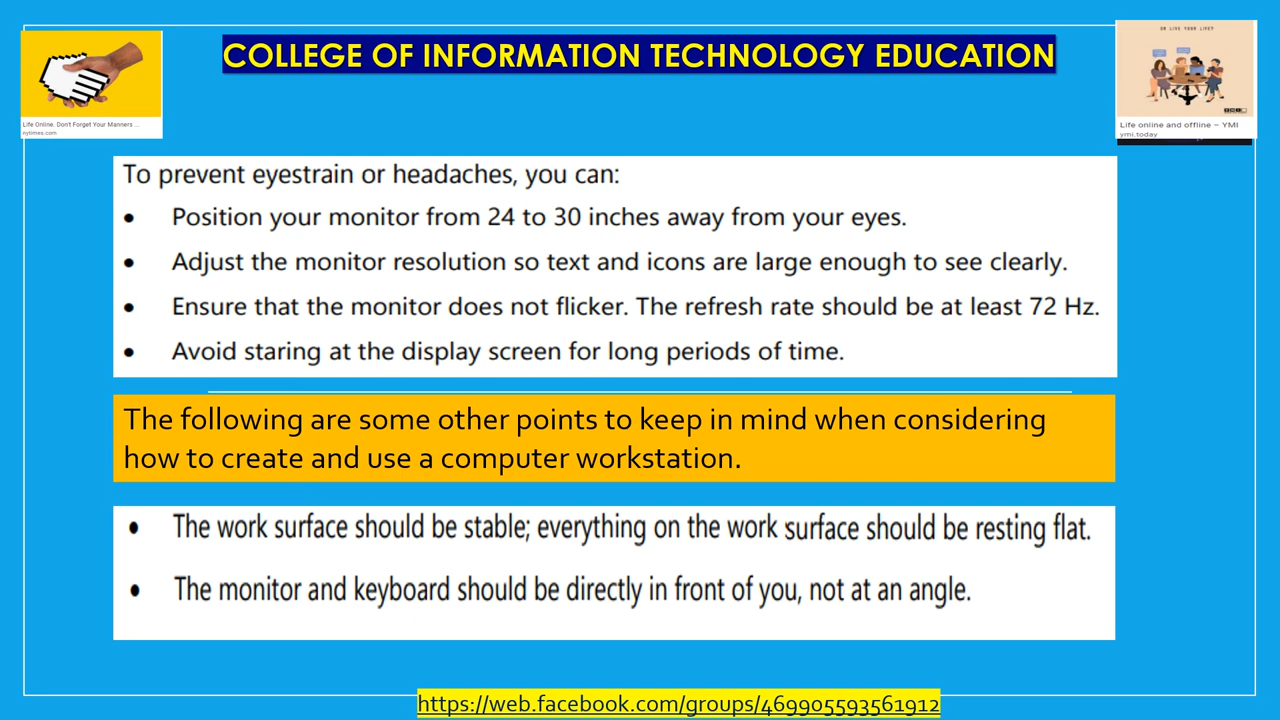 COLLEGE OF INFORMATION TECHNOLOGY EDUCATION
Life Online. Don't Forget Your Manners ...
nytimes.com
OR LIVE YOUR LIFE?
Life online and offline – YMI
ymi.today
To prevent eyestrain or headaches, you can:
• Position your monitor from 24 to 30 inches away from your eyes.
• Adjust the monitor resolution so text and icons are large enough to see clearly.
• Ensure that the monitor does not flicker. The refresh rate should be at least 72 Hz.
• Avoid staring at the display screen for long periods of time.
The following are some other points to keep in mind when considering
how to create and use a computer workstation.
• The work surface should be stable; everything on the work surface should be resting flat.
• The monitor and keyboard should be directly in front of you, not at an angle.
https://web.facebook.com/groups/469905593561912